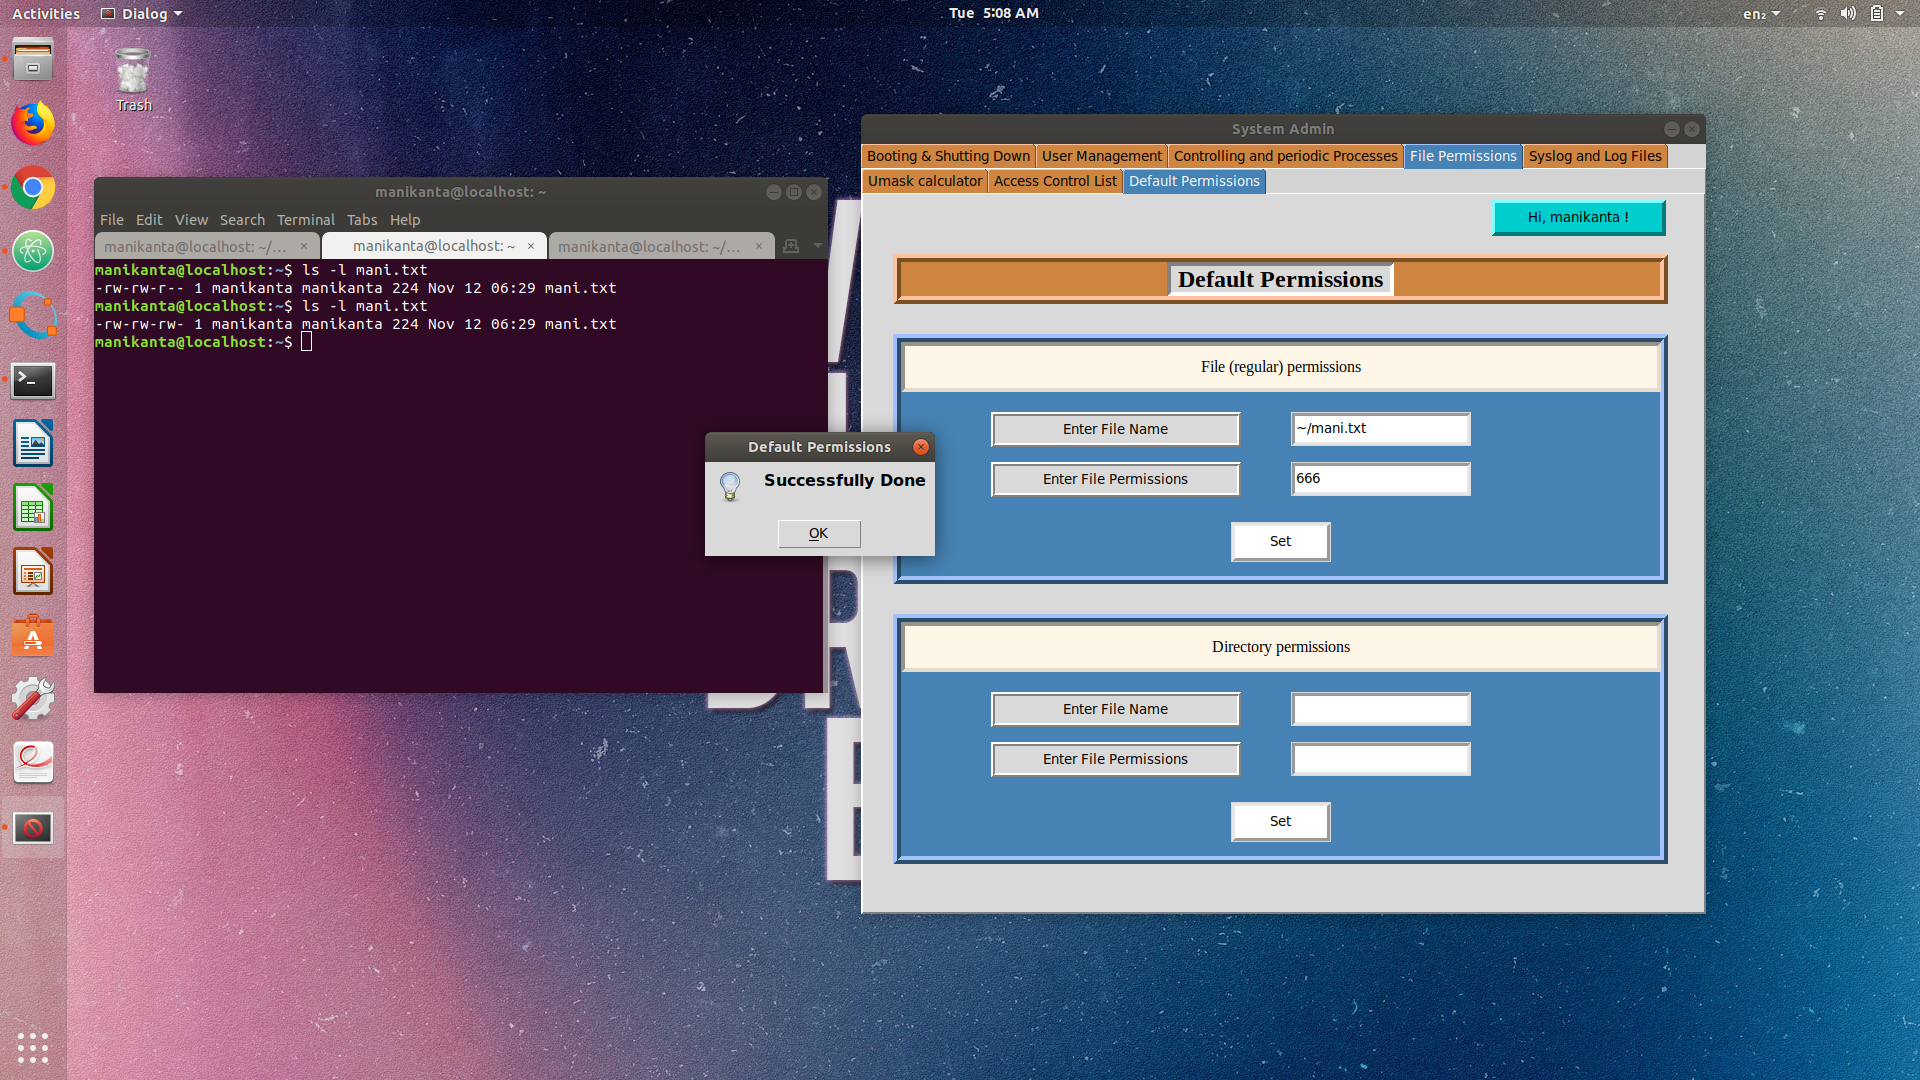 Activities
Dialog
Tue 5:08 AM
en₂
Trash
manikanta@localhost: ~
File Edit View Search Terminal Tabs Help
manikanta@localhost: ~/... × manikanta@localhost: ~ × manikanta@localhost: ~/... ×
manikanta@localhost:~$ ls -l mani.txt
-rw-rw-r-- 1 manikanta manikanta 224 Nov 12 06:29 mani.txt
manikanta@localhost:~$ ls -l mani.txt
-rw-rw-rw- 1 manikanta manikanta 224 Nov 12 06:29 mani.txt
manikanta@localhost:~$
Default Permissions
Successfully Done
OK
System Admin
Booting & Shutting Down User Management Controlling and periodic Processes File Permissions Syslog and Log Files
Umask calculator Access Control List Default Permissions
Hi, manikanta !
Default Permissions
File (regular) permissions
Enter File Name ~/mani.txt
Enter File Permissions 666
Set
Directory permissions
Enter File Name
Enter File Permissions
Set